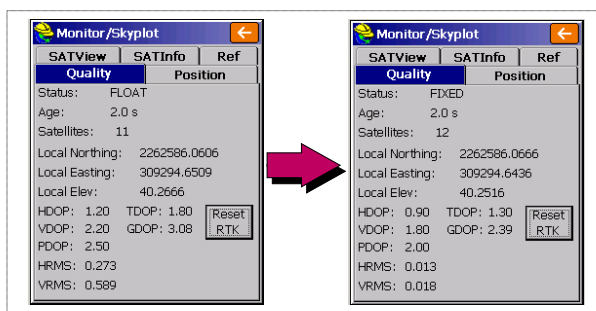 Monitor/Skyplot
SATView SATInfo Ref
Quality Position
Status: FLOAT
Age: 2.0 s
Satellites: 11
Local Northing: 2262586.0606
Local Easting: 309294.6509
Local Elev: 40.2666
HDOP: 1.20 TDOP: 1.80
VDOP: 2.20 GDOP: 3.08
PDOP: 2.50
Reset
RTK
HRMS: 0.273
VRMS: 0.589
Monitor/Skyplot
SATView SATInfo Ref
Quality Position
Status: FIXED
Age: 2.0 s
Satellites: 12
Local Northing: 2262586.0666
Local Easting: 309294.6436
Local Elev: 40.2516
HDOP: 0.90 TDOP: 1.30
VDOP: 1.80 GDOP: 2.39
PDOP: 2.00
Reset
RTK
HRMS: 0.013
VRMS: 0.018